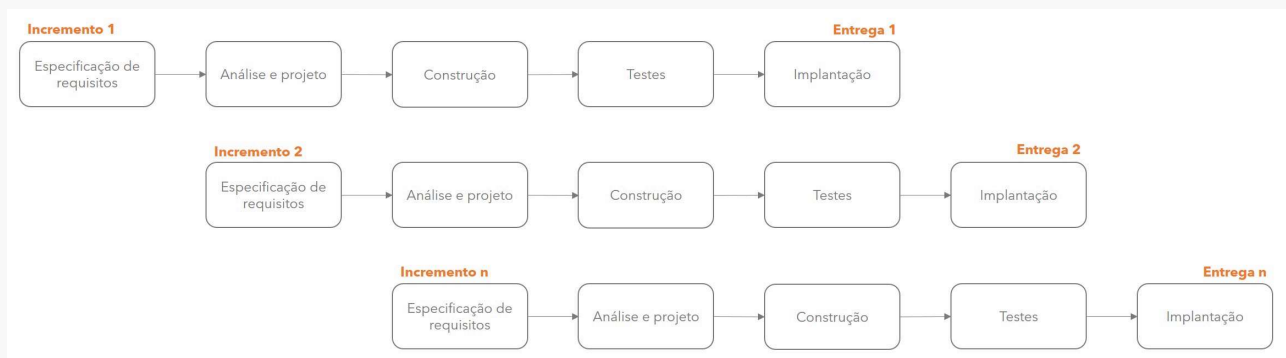 Incremento 1
Entrega 1
Especificação de
requisitos
Análise e projeto
Construção
Testes
Implantação
Incremento 2
Entrega 2
Especificação de
requisitos
Análise e projeto
Construção
Testes
Implantação
Incremento n
Entrega n
Especificação de
requisitos
Análise e projeto
Construção
Testes
Implantação